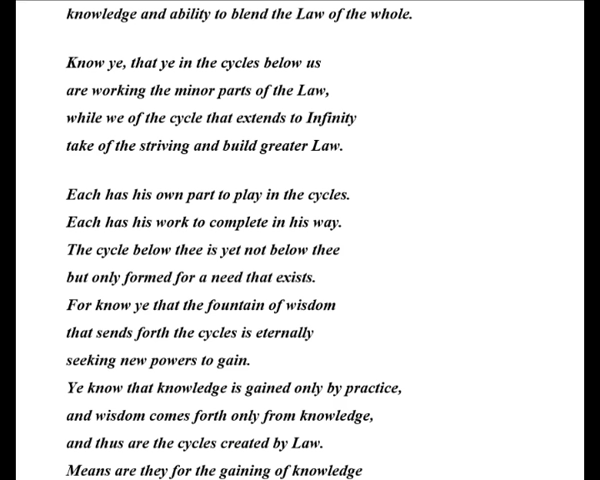 knowledge and ability to blend the Law of the whole.
Know ye, that ye in the cycles below us
are working the minor parts of the Law,
while we of the cycle that extends to Infinity
take of the striving and build greater Law.
Each has his own part to play in the cycles.
Each has his work to complete in his way.
The cycle below thee is yet not below thee
but only formed for a need that exists.
For know ye that the fountain of wisdom
that sends forth the cycles is eternally
seeking new powers to gain.
Ye know that knowledge is gained only by practice,
and wisdom comes forth only from knowledge,
and thus are the cycles created by Law.
Means are they for the gaining of knowledge